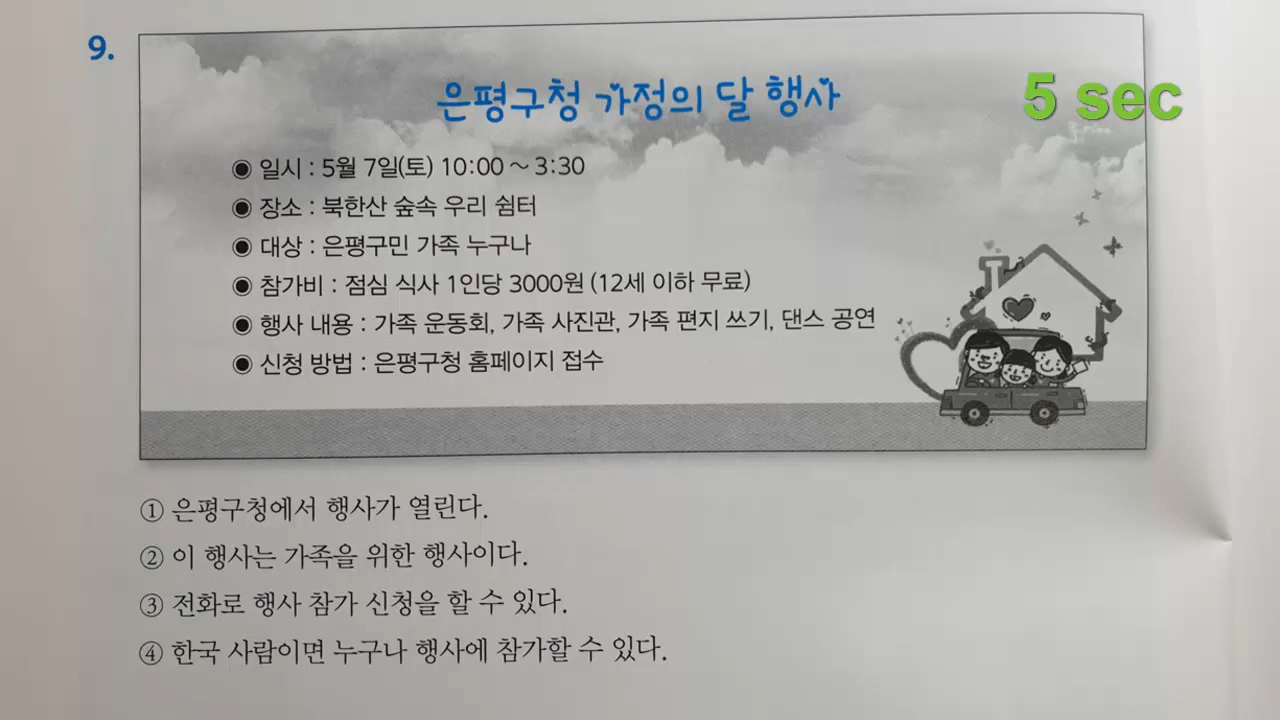 9.
은평구청 가정의 달 행사
5 sec
◉ 일시 : 5월 7일(토) 10:00 ~ 3:30
◉ 장소 : 북한산 숲속 우리 쉼터
◉ 대상 : 은평구민 가족 누구나
◉ 참가비 : 점심 식사 1인당 3000원 (12세 이하 무료)
◉ 행사 내용 : 가족 운동회, 가족 사진관, 가족 편지 쓰기, 댄스 공연
◉ 신청 방법 : 은평구청 홈페이지 접수
① 은평구청에서 행사가 열린다.
② 이 행사는 가족을 위한 행사이다.
③ 전화로 행사 참가 신청을 할 수 있다.
④ 한국 사람이면 누구나 행사에 참가할 수 있다.